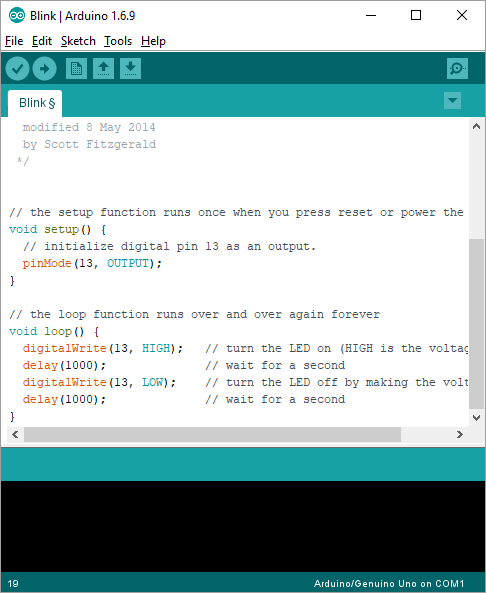 Blink | Arduino 1.6.9
File Edit Sketch Tools Help
Blink §
modified 8 May 2014
by Scott Fitzgerald
*/
// the setup function runs once when you press reset or power the
void setup() {
// initialize digital pin 13 as an output.
pinMode(13, OUTPUT);
}
// the loop function runs over and over again forever
void loop() {
digitalWrite(13, HIGH); // turn the LED on (HIGH is the voltag
delay(1000); // wait for a second
digitalWrite(13, LOW); // turn the LED off by making the volt
delay(1000); // wait for a second
}
19 Arduino/Genuino Uno on COM1